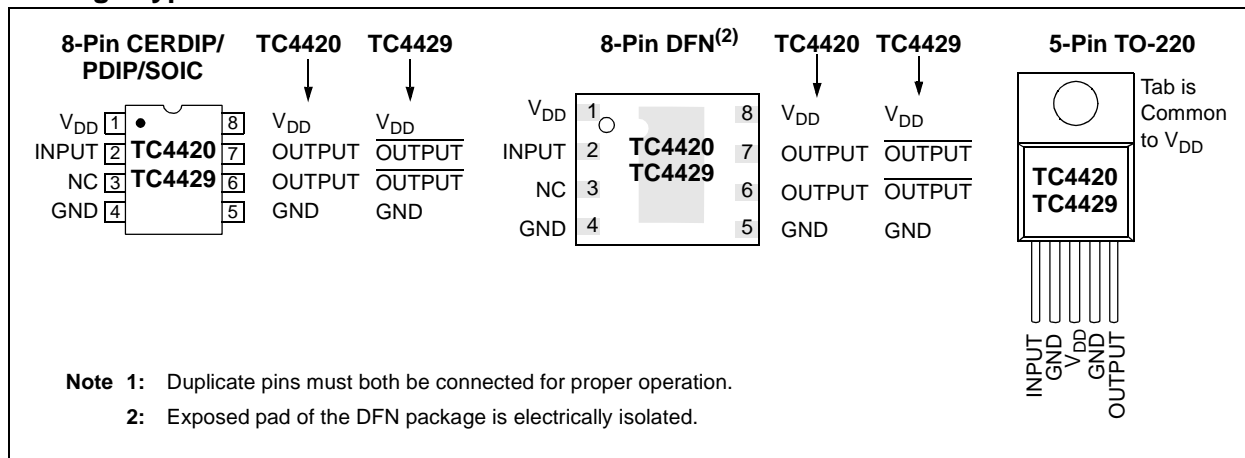 8-Pin CERDIP/
PDIP/SOIC
TC4420 TC4429
VDD 1 8 VDD VDD
INPUT 2 TC4420 7 OUTPUT OUTPUT
NC 3 TC4429 6 OUTPUT OUTPUT
GND 4 5 GND GND
8-Pin DFN(2) TC4420 TC4429
VDD 1 8 VDD VDD
INPUT 2 TC4420 7 OUTPUT OUTPUT
TC4429
NC 3 6 OUTPUT OUTPUT
GND 4 5 GND GND
5-Pin TO-220
Tab is
Common
to VDD
TC4420
TC4429
INPUT
GND
VDD
GND
OUTPUT
Note 1: Duplicate pins must both be connected for proper operation.
2: Exposed pad of the DFN package is electrically isolated.